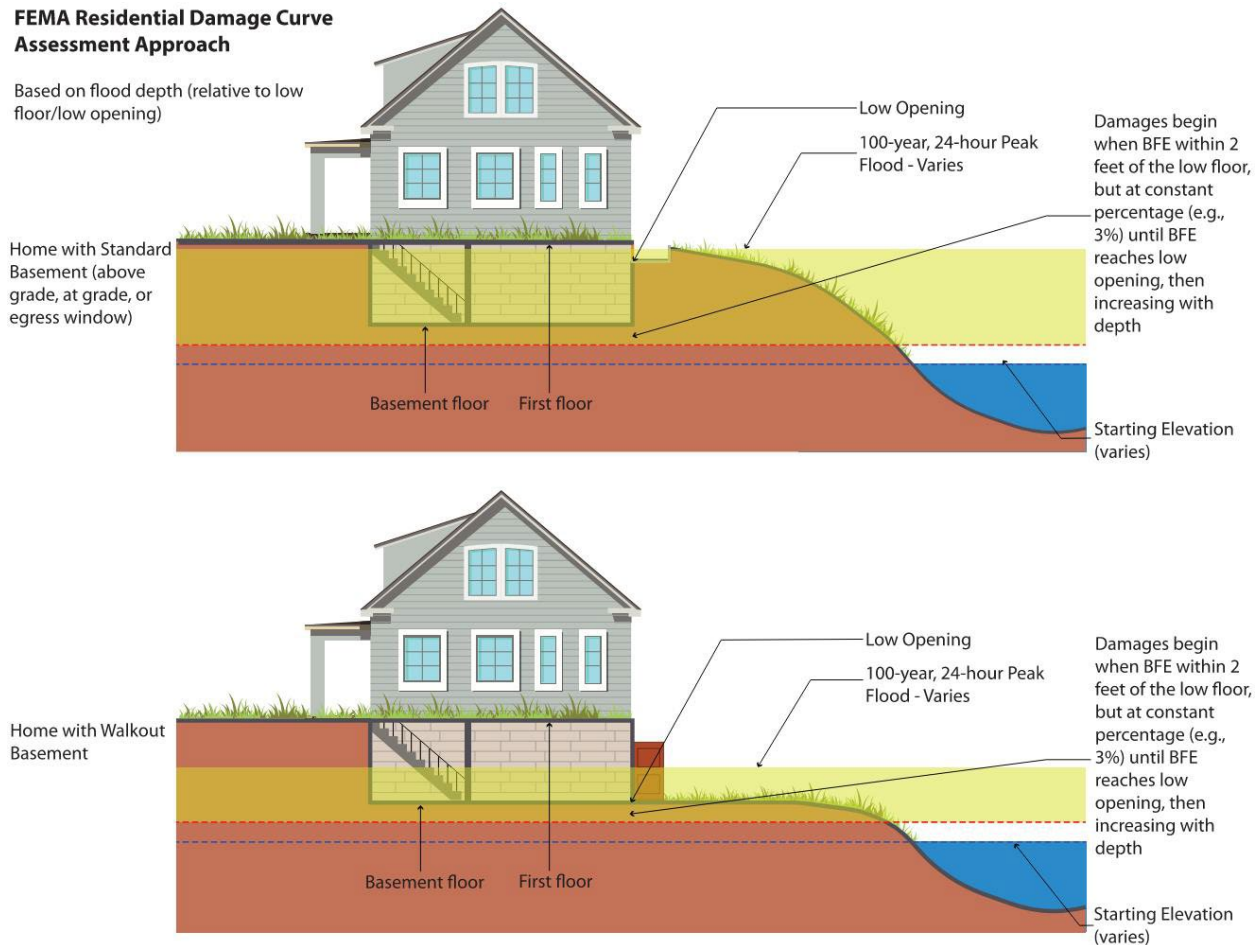 FEMA Residential Damage Curve
Assessment Approach
Based on flood depth (relative to low
floor/low opening)
Low Opening
100-year, 24-hour Peak
Flood - Varies
Damages begin
when BFE within 2
feet of the low floor,
but at constant
percentage (e.g.,
3%) until BFE
reaches low
opening, then
increasing with
depth
Home with Standard
Basement (above
grade, at grade, or
egress window)
Basement floor
First floor
Starting Elevation
(varies)
Low Opening
100-year, 24-hour Peak
Flood - Varies
Damages begin
when BFE within 2
feet of the low floor,
but at constant
percentage (e.g.,
3%) until BFE
reaches low
opening, then
increasing with
depth
Home with Walkout
Basement
Basement floor
First floor
Starting Elevation
(varies)